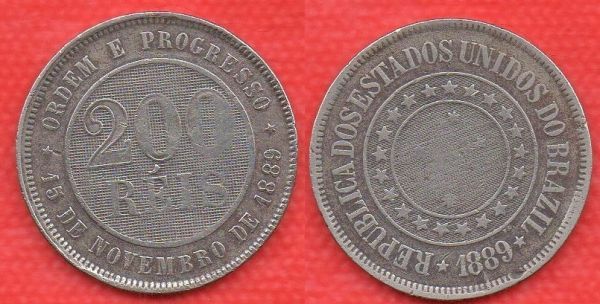 ORDEM E PROGRESSO
200
RÉIS
15 DE NOVEMBRO DE 1889
REPUBLICA DOS ESTADOS UNIDOS DO BRAZIL
1889